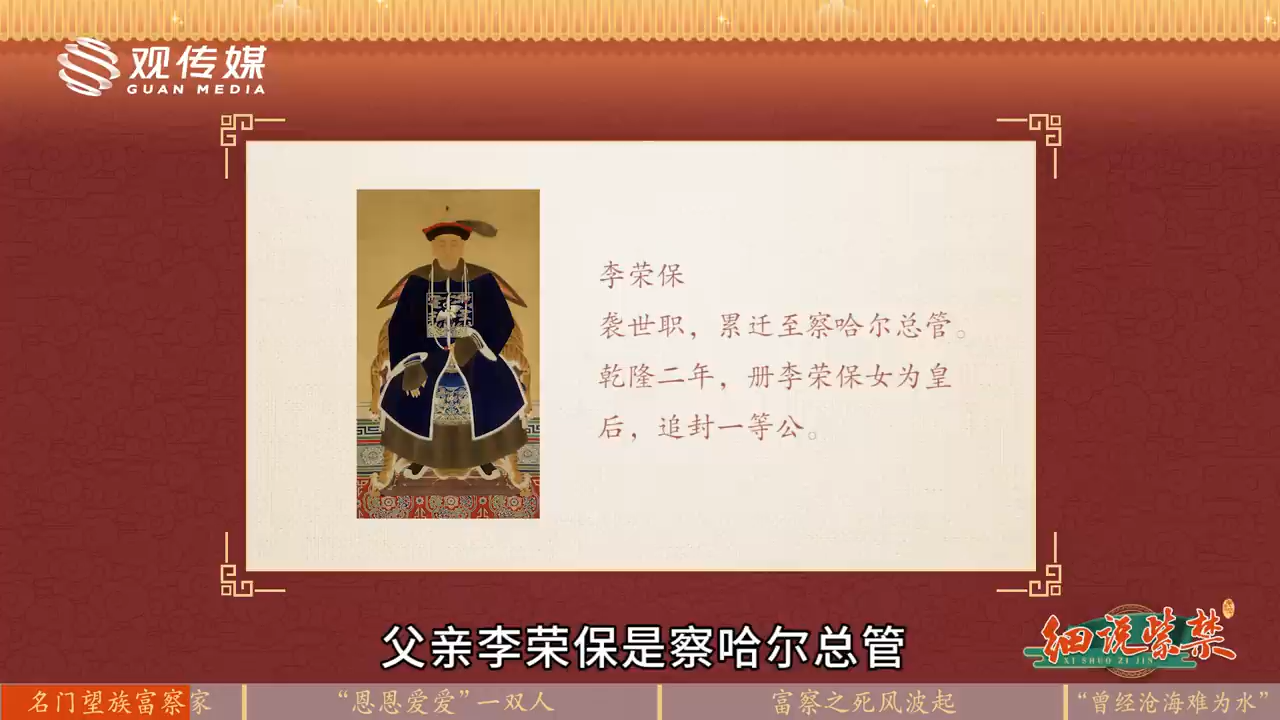 观传媒
GUAN MEDIA
李荣保
袭世职，累迁至察哈尔总管。
乾隆二年，册李荣保女为皇
后，追封一等公。
父亲李荣保是察哈尔总管
细说紫禁
XI SHUO ZI JIN
名门望族富察家
“恩恩爱爱”一双人
富察之死风波起
“曾经沧海难为水”